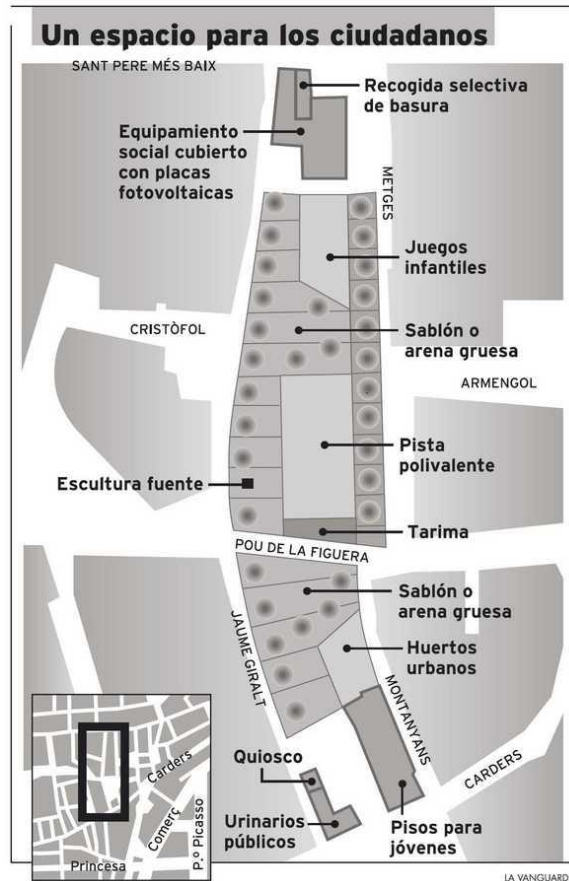 Un espacio para los ciudadanos
SANT PERE MÉS BAIX
Recogida selectiva
de basura
Equipamiento
social cubierto
con placas
fotovoltaicas
METGES
Juegos
infantiles
CRISTÒFOL
Sablón o
arena gruesa
ARMENGOL
Pista
polivalente
Escultura fuente
Tarima
POU DE LA FIGUERA
Sablón o
arena gruesa
JAUME GIRALT
Huertos
urbanos
MONTANYANS
CARDERS
Quiosco
Urinarios
públicos
Pisos para
jóvenes
Carders
Comerç
P.º Picasso
Princesa
LA VANGUARD